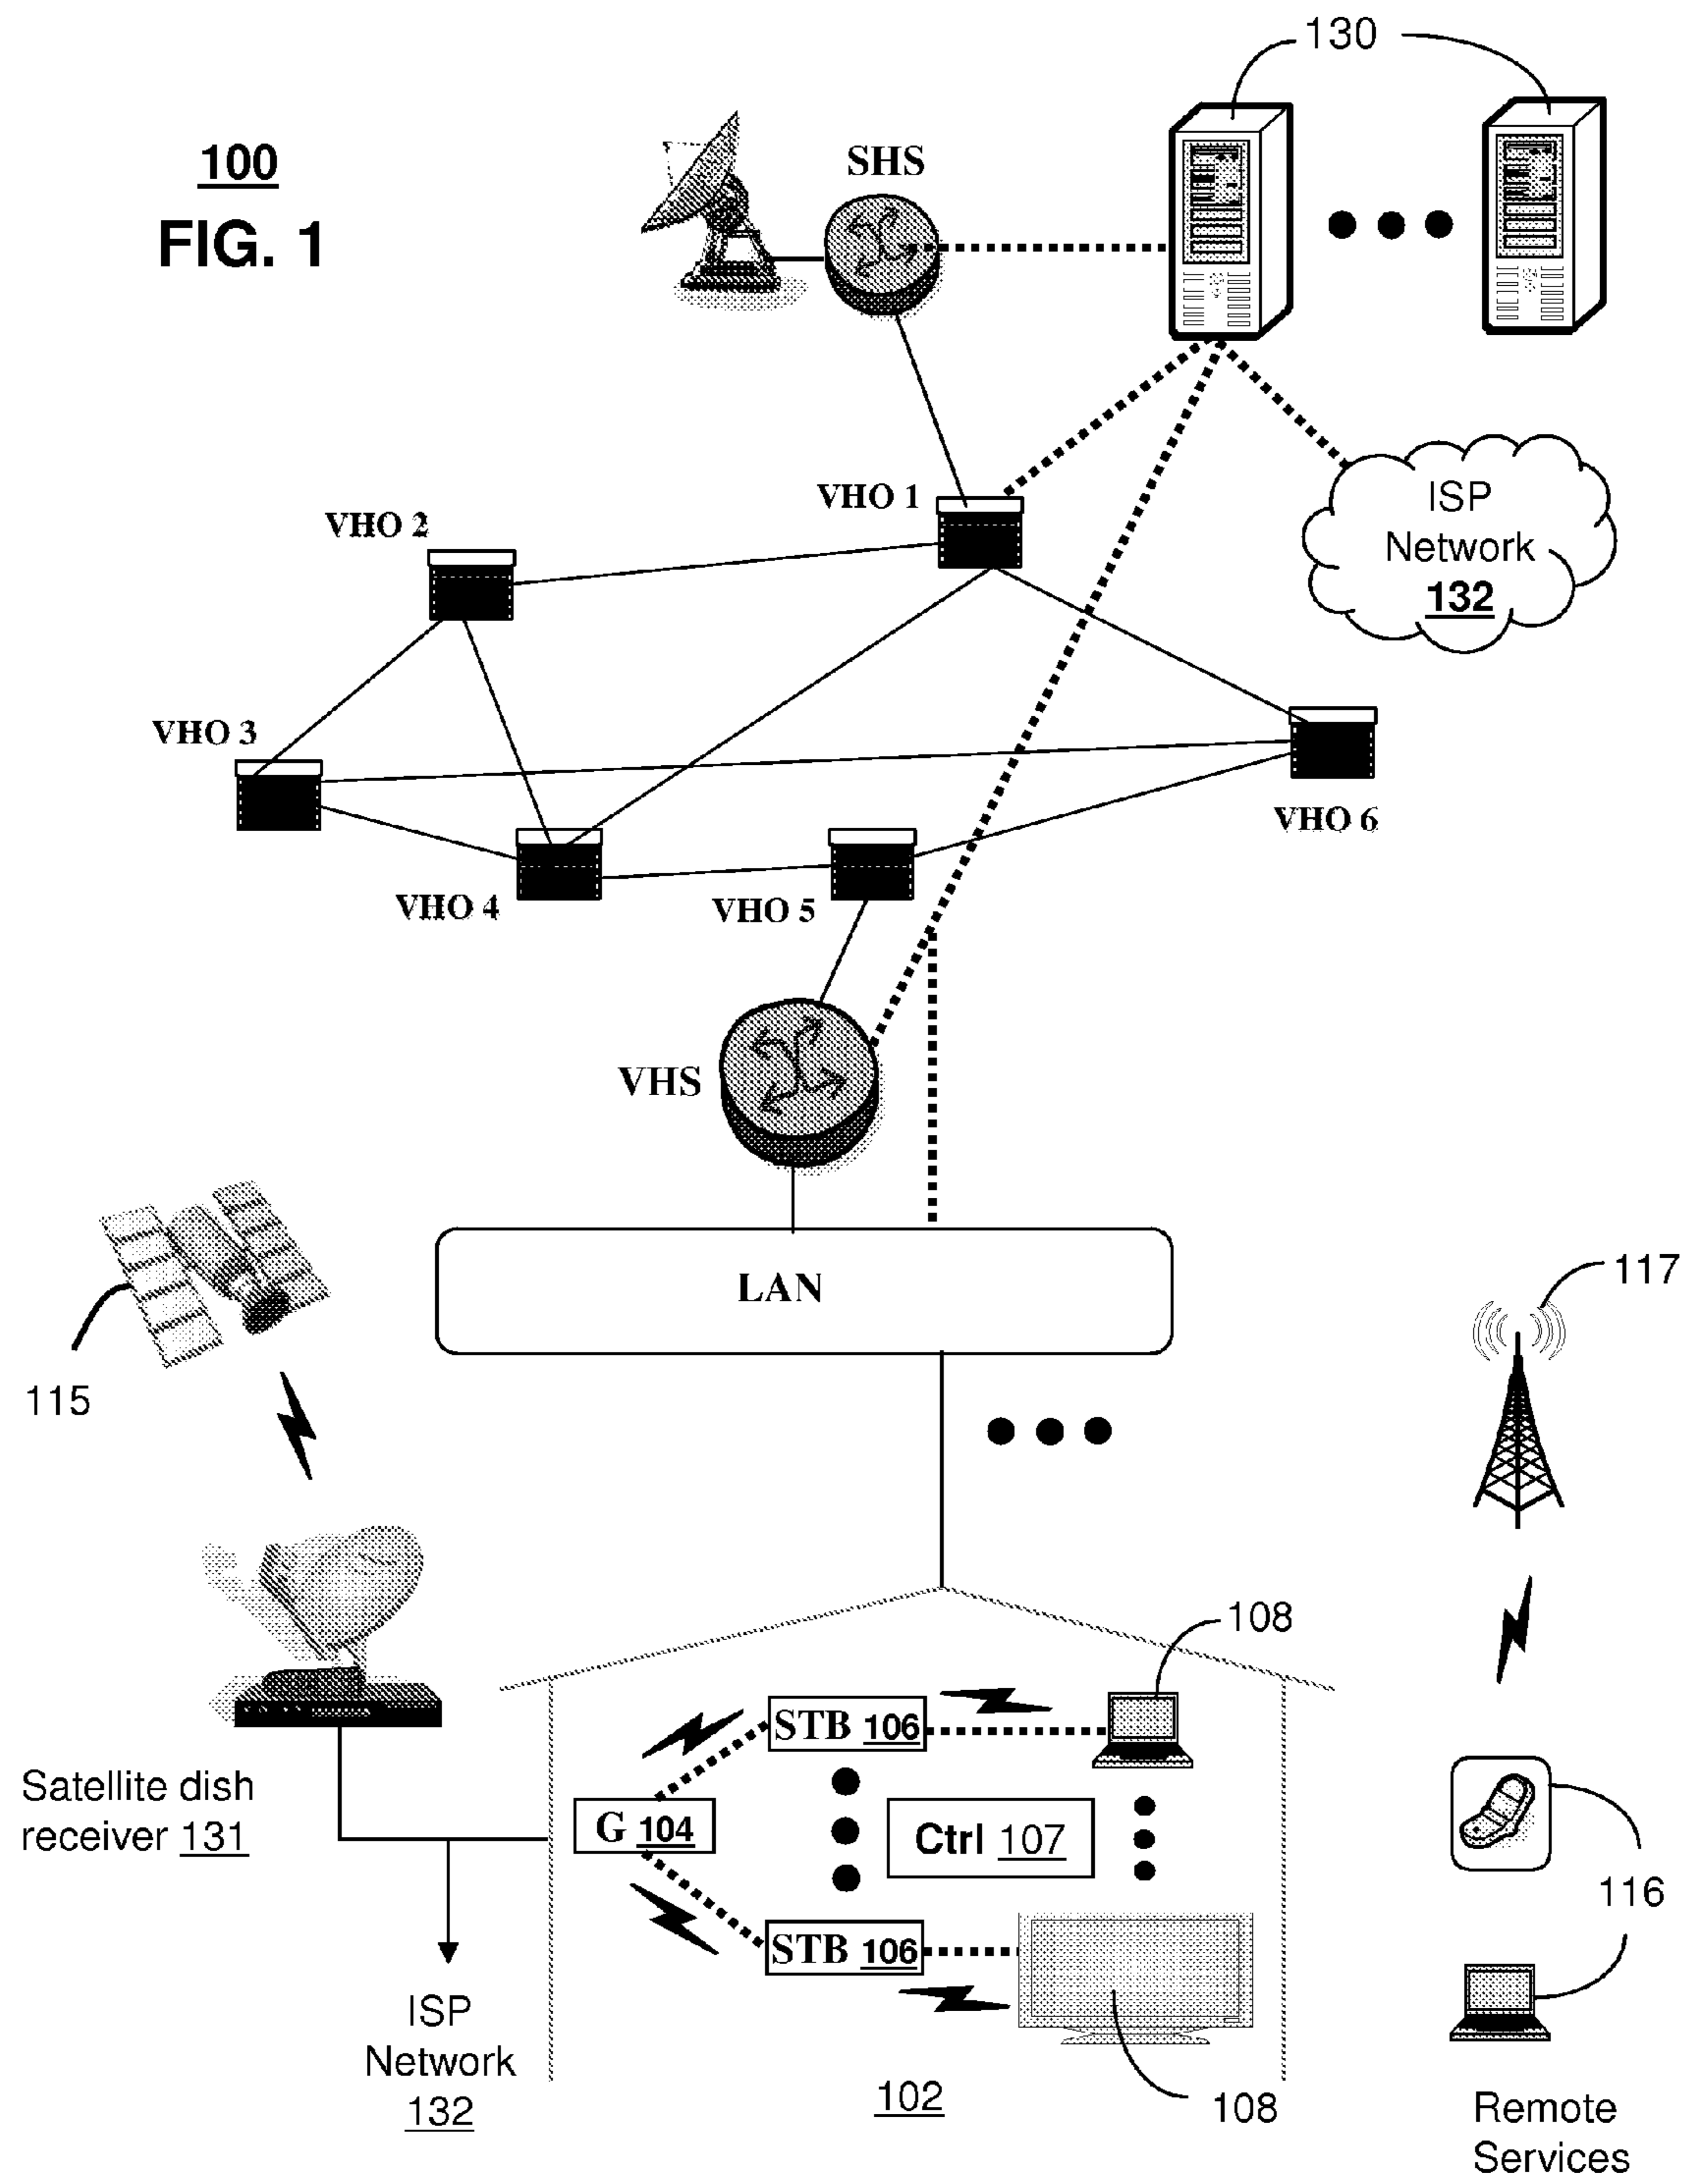 130
100
FIG. 1
SHS
VHO 1
ISP
Network
132
VHO 2
VHO 3
VHO 6
VHO 4
VHO 5
VHS
LAN
117
115
108
STB 106
Satellite dish
receiver 131
G 104
Ctrl 107
116
STB 106
ISP
Network
132
102
108
Remote
Services